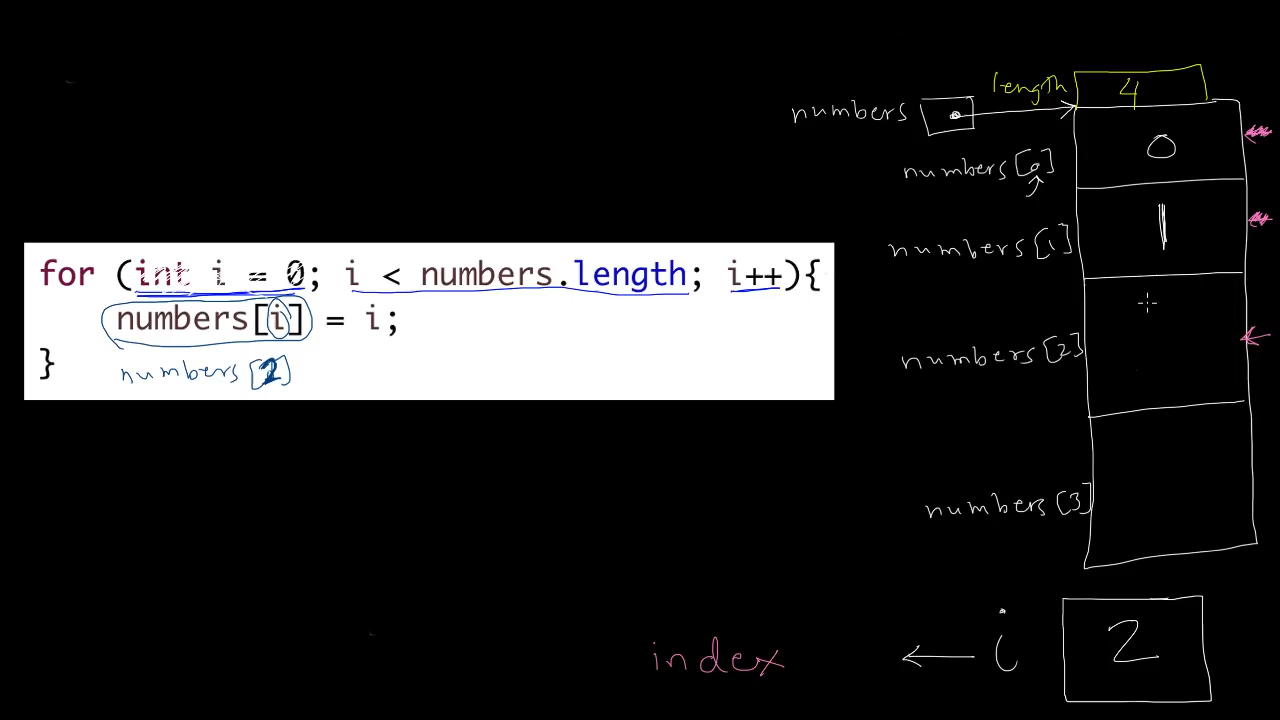 length 4
numbers
0
numbers[0]
1
numbers[1]
for (int i = 0; i < numbers.length; i++){
numbers[i] = i;
}
numbers[2]
numbers[2]
numbers[3]
index ← i 2